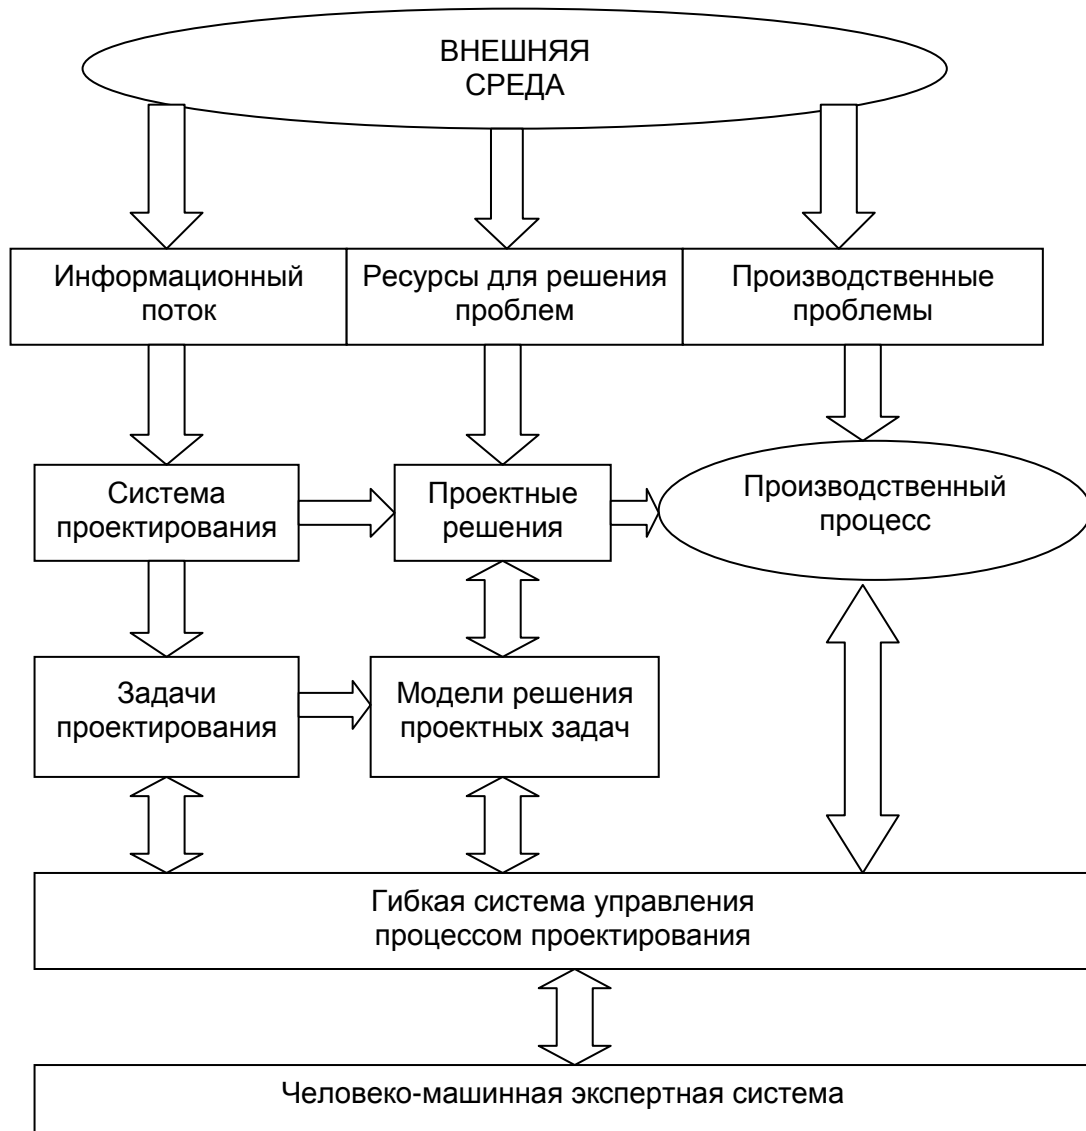 ВНЕШНЯЯ
СРЕДА
Информационный
поток
Ресурсы для решения
проблем
Производственные
проблемы
Система
проектирования
Проектные
решения
Производственный
процесс
Задачи
проектирования
Модели решения
проектных задач
Гибкая система управления
процессом проектирования
Человеко-машинная экспертная система